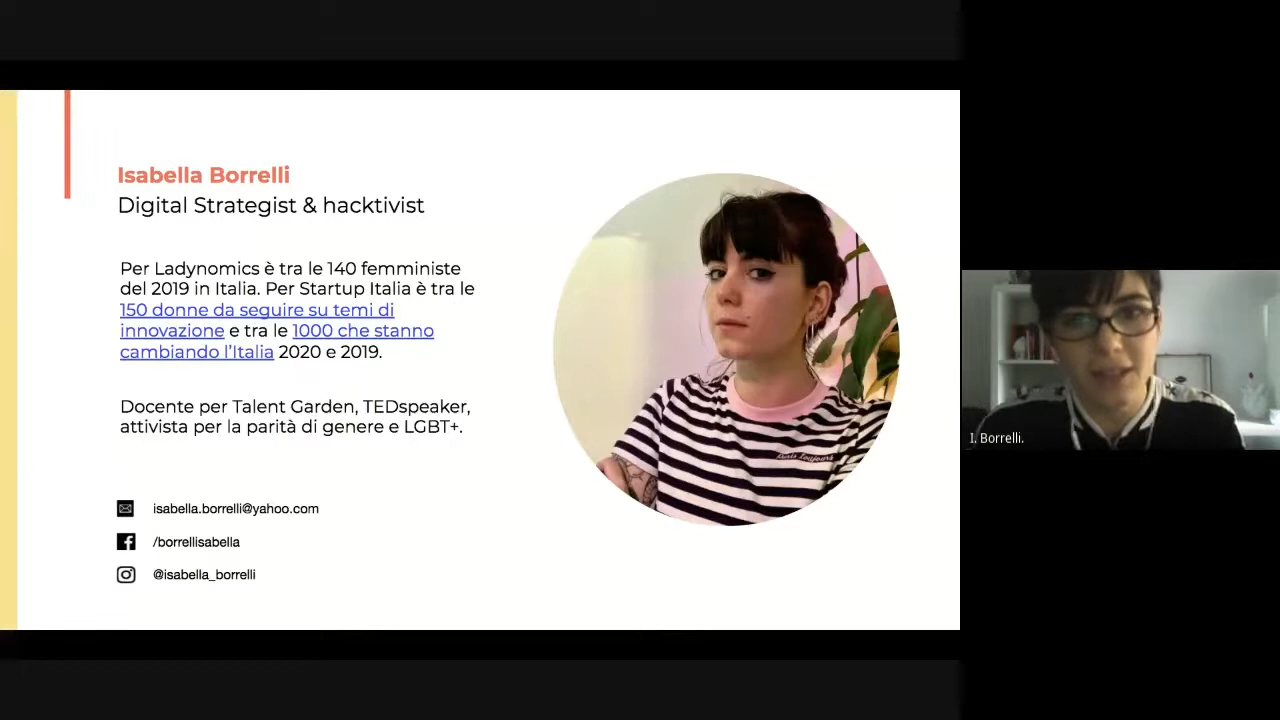 Isabella Borrelli
Digital Strategist & hacktivist
Per Ladynomics è tra le 140 femministe
del 2019 in Italia. Per Startup Italia è tra le
150 donne da seguire su temi di
innovazione e tra le 1000 che stanno
cambiando l'Italia 2020 e 2019.
Docente per Talent Garden, TEDspeaker,
attivista per la parità di genere e LGBT+.
isabella.borrelli@yahoo.com
/borrellisabella
@isabella_borrelli
I. Borrelli.